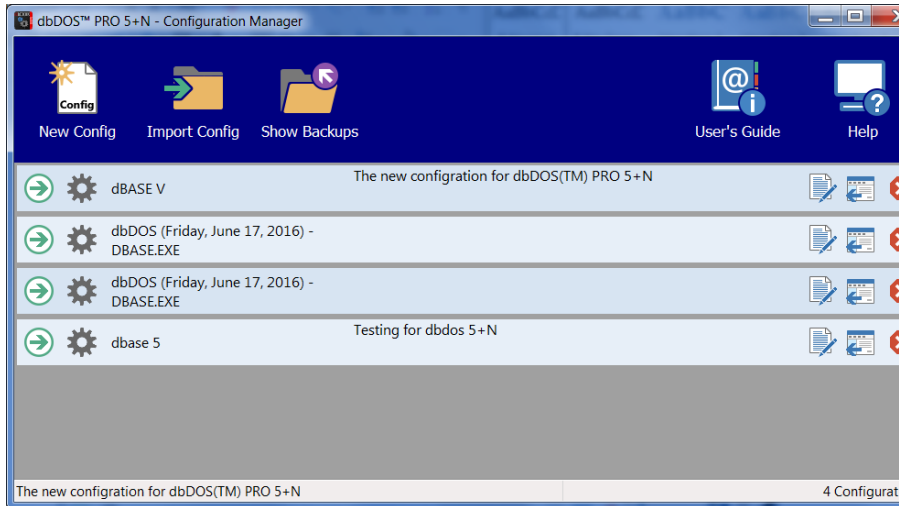 dbDOS™ PRO 5+N - Configuration Manager
Config
New Config
Import Config
Show Backups
User's Guide
Help
dBASE V
The new configration for dbDOS(TM) PRO 5+N
dbDOS (Friday, June 17, 2016) -
DBASE.EXE
dbDOS (Friday, June 17, 2016) -
DBASE.EXE
dbase 5
Testing for dbdos 5+N
The new configration for dbDOS(TM) PRO 5+N
4 Configurat